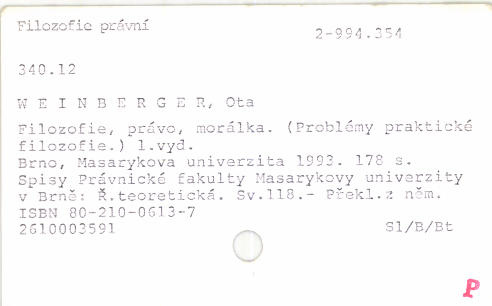 Filozofie právní
2-994.354
340.12
W E I N B E R G E R, Ota
Filozofie, právo, morálka. (Problémy praktické
filozofie.) 1.vyd.
Brno, Masarykova univerzita 1993. 178 s.
Spisy Právnické fakulty Masarykovy univerzity
v Brně: Ř.teoretická. Sv.118.- Překl.z něm.
ISBN 80-210-0613-7
2610003591
Sl/B/Bt
P